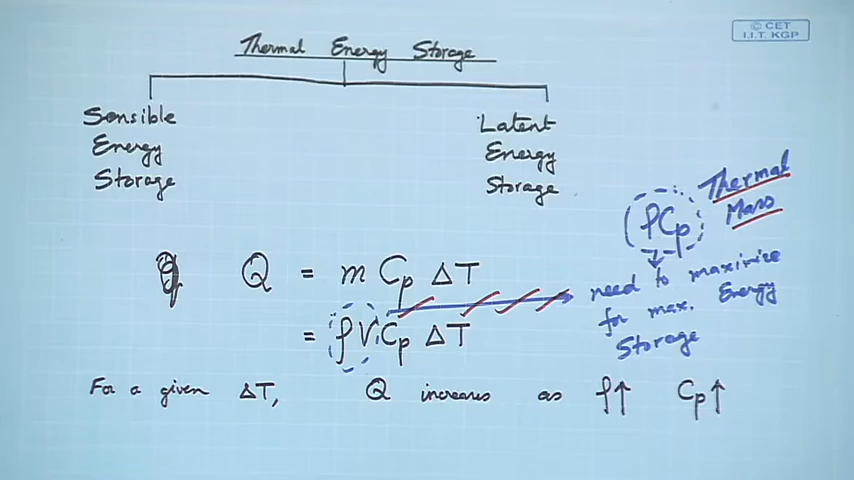 © CET
I.I.T. KGP
Thermal Energy Storage
Sensible
Energy
Storage
Latent
Energy
Storage
Q = m Cp ΔT
= ρ V Cp ΔT
ρCp
Thermal
Mass
need to maximize
for max. Energy
Storage
For a given ΔT, Q increases as ρ↑ Cp↑